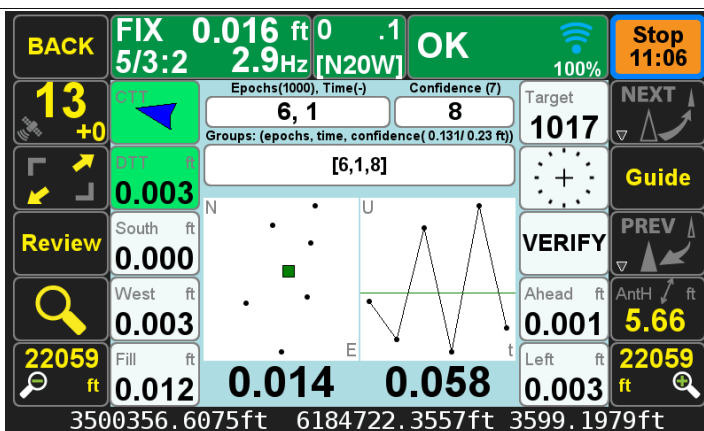 BACK
FIX 0.016 ft
5/3:2 2.9Hz
0 .1
[N20W]
OK
100%
Stop
11:06
13
+0
CTT
Epochs(1000), Time(-)
6, 1
Confidence (7)
8
Target
1017
NEXT
Groups: (epochs, time, confidence( 0.131/ 0.23 ft))
[6,1,8]
DTT ft
0.003
Guide
Review
South ft
0.000
N
E
U
t
VERIFY
PREV
West ft
0.003
Ahead ft
0.001
AntH ft
5.66
22059
ft
Fill ft
0.012
0.014
0.058
Left ft
0.003
22059
ft
3500356.6075ft 6184722.3557ft 3599.1979ft